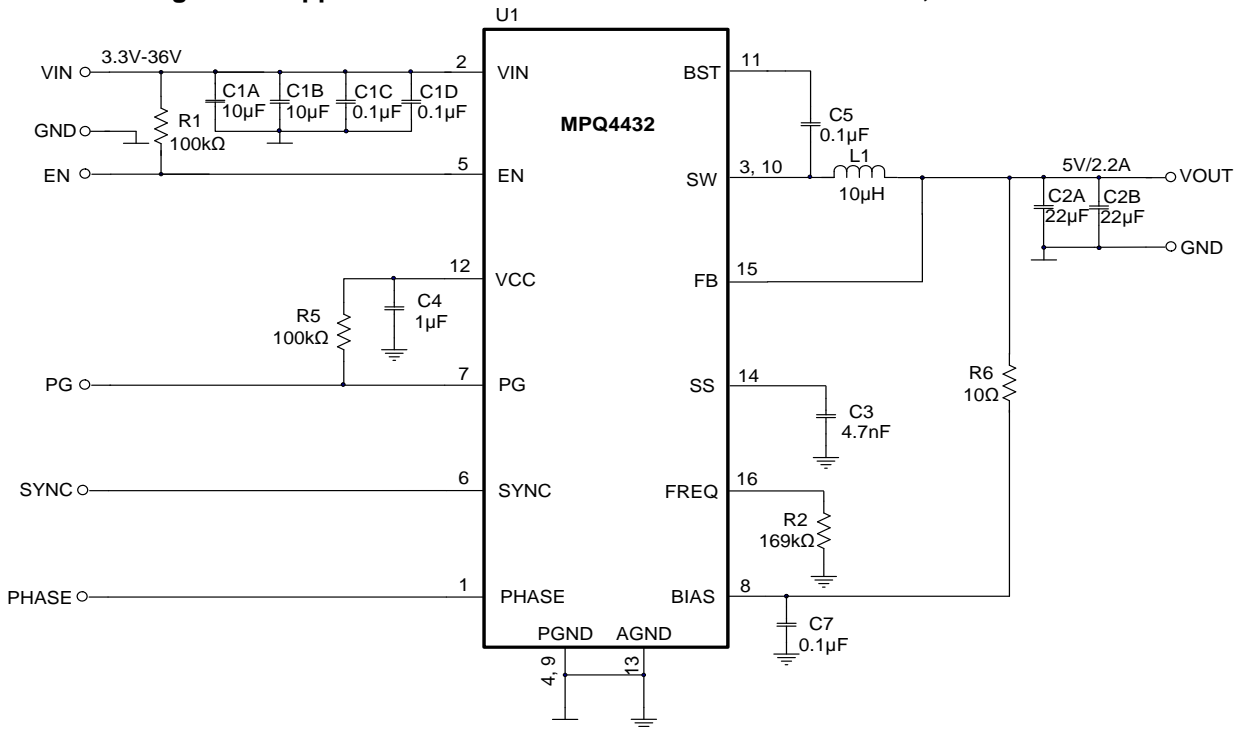 U1
VIN
3.3V-36V
2
VIN
C1A
10µF
C1B
10µF
C1C
0.1µF
C1D
0.1µF
GND
R1
100kΩ
EN
5
EN
MPQ4432
BST
11
C5
0.1µF
SW
3, 10
L1
10µH
5V/2.2A
VOUT
C2A
22µF
C2B
22µF
GND
12
VCC
FB
15
R5
100kΩ
C4
1µF
PG
7
PG
SS
14
C3
4.7nF
R6
10Ω
SYNC
6
SYNC
FREQ
16
R2
169kΩ
PHASE
1
PHASE
BIAS
8
C7
0.1µF
PGND
AGND
4, 9
13